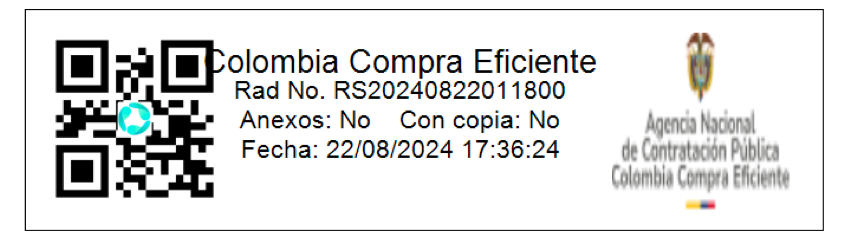 Colombia Compra Eficiente
Rad No. RS20240822011800
Anexos: No Con copia: No
Fecha: 22/08/2024 17:36:24
Agencia Nacional
de Contratación Pública
Colombia Compra Eficiente